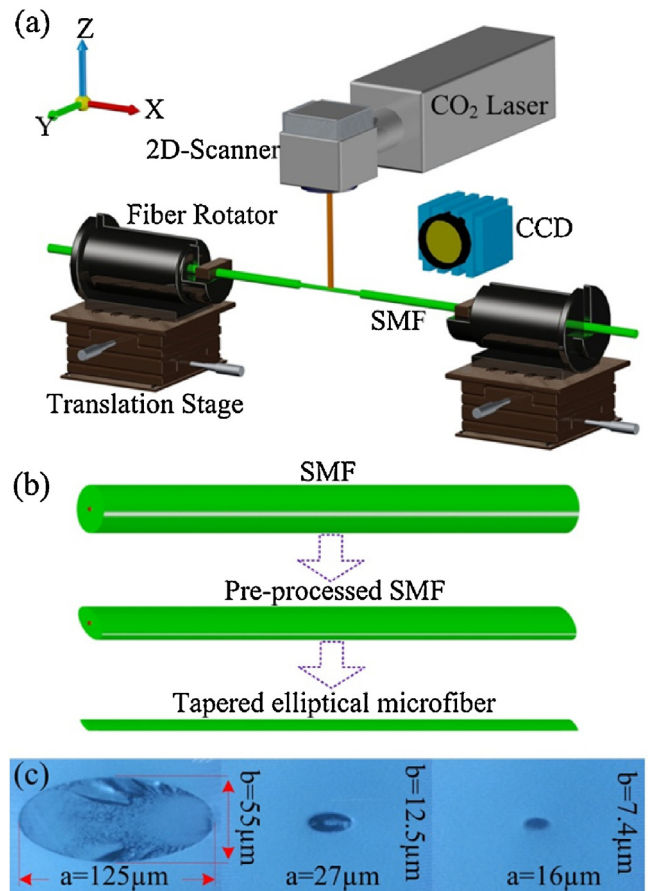 (a)
Z
X
Y
CO₂ Laser
2D-Scanner
Fiber Rotator
CCD
SMF
Translation Stage
(b)
SMF
Pre-processed SMF
Tapered elliptical microfiber
(c)
b=55μm
a=125μm
b=12.5μm
a=27μm
b=7.4μm
a=16μm